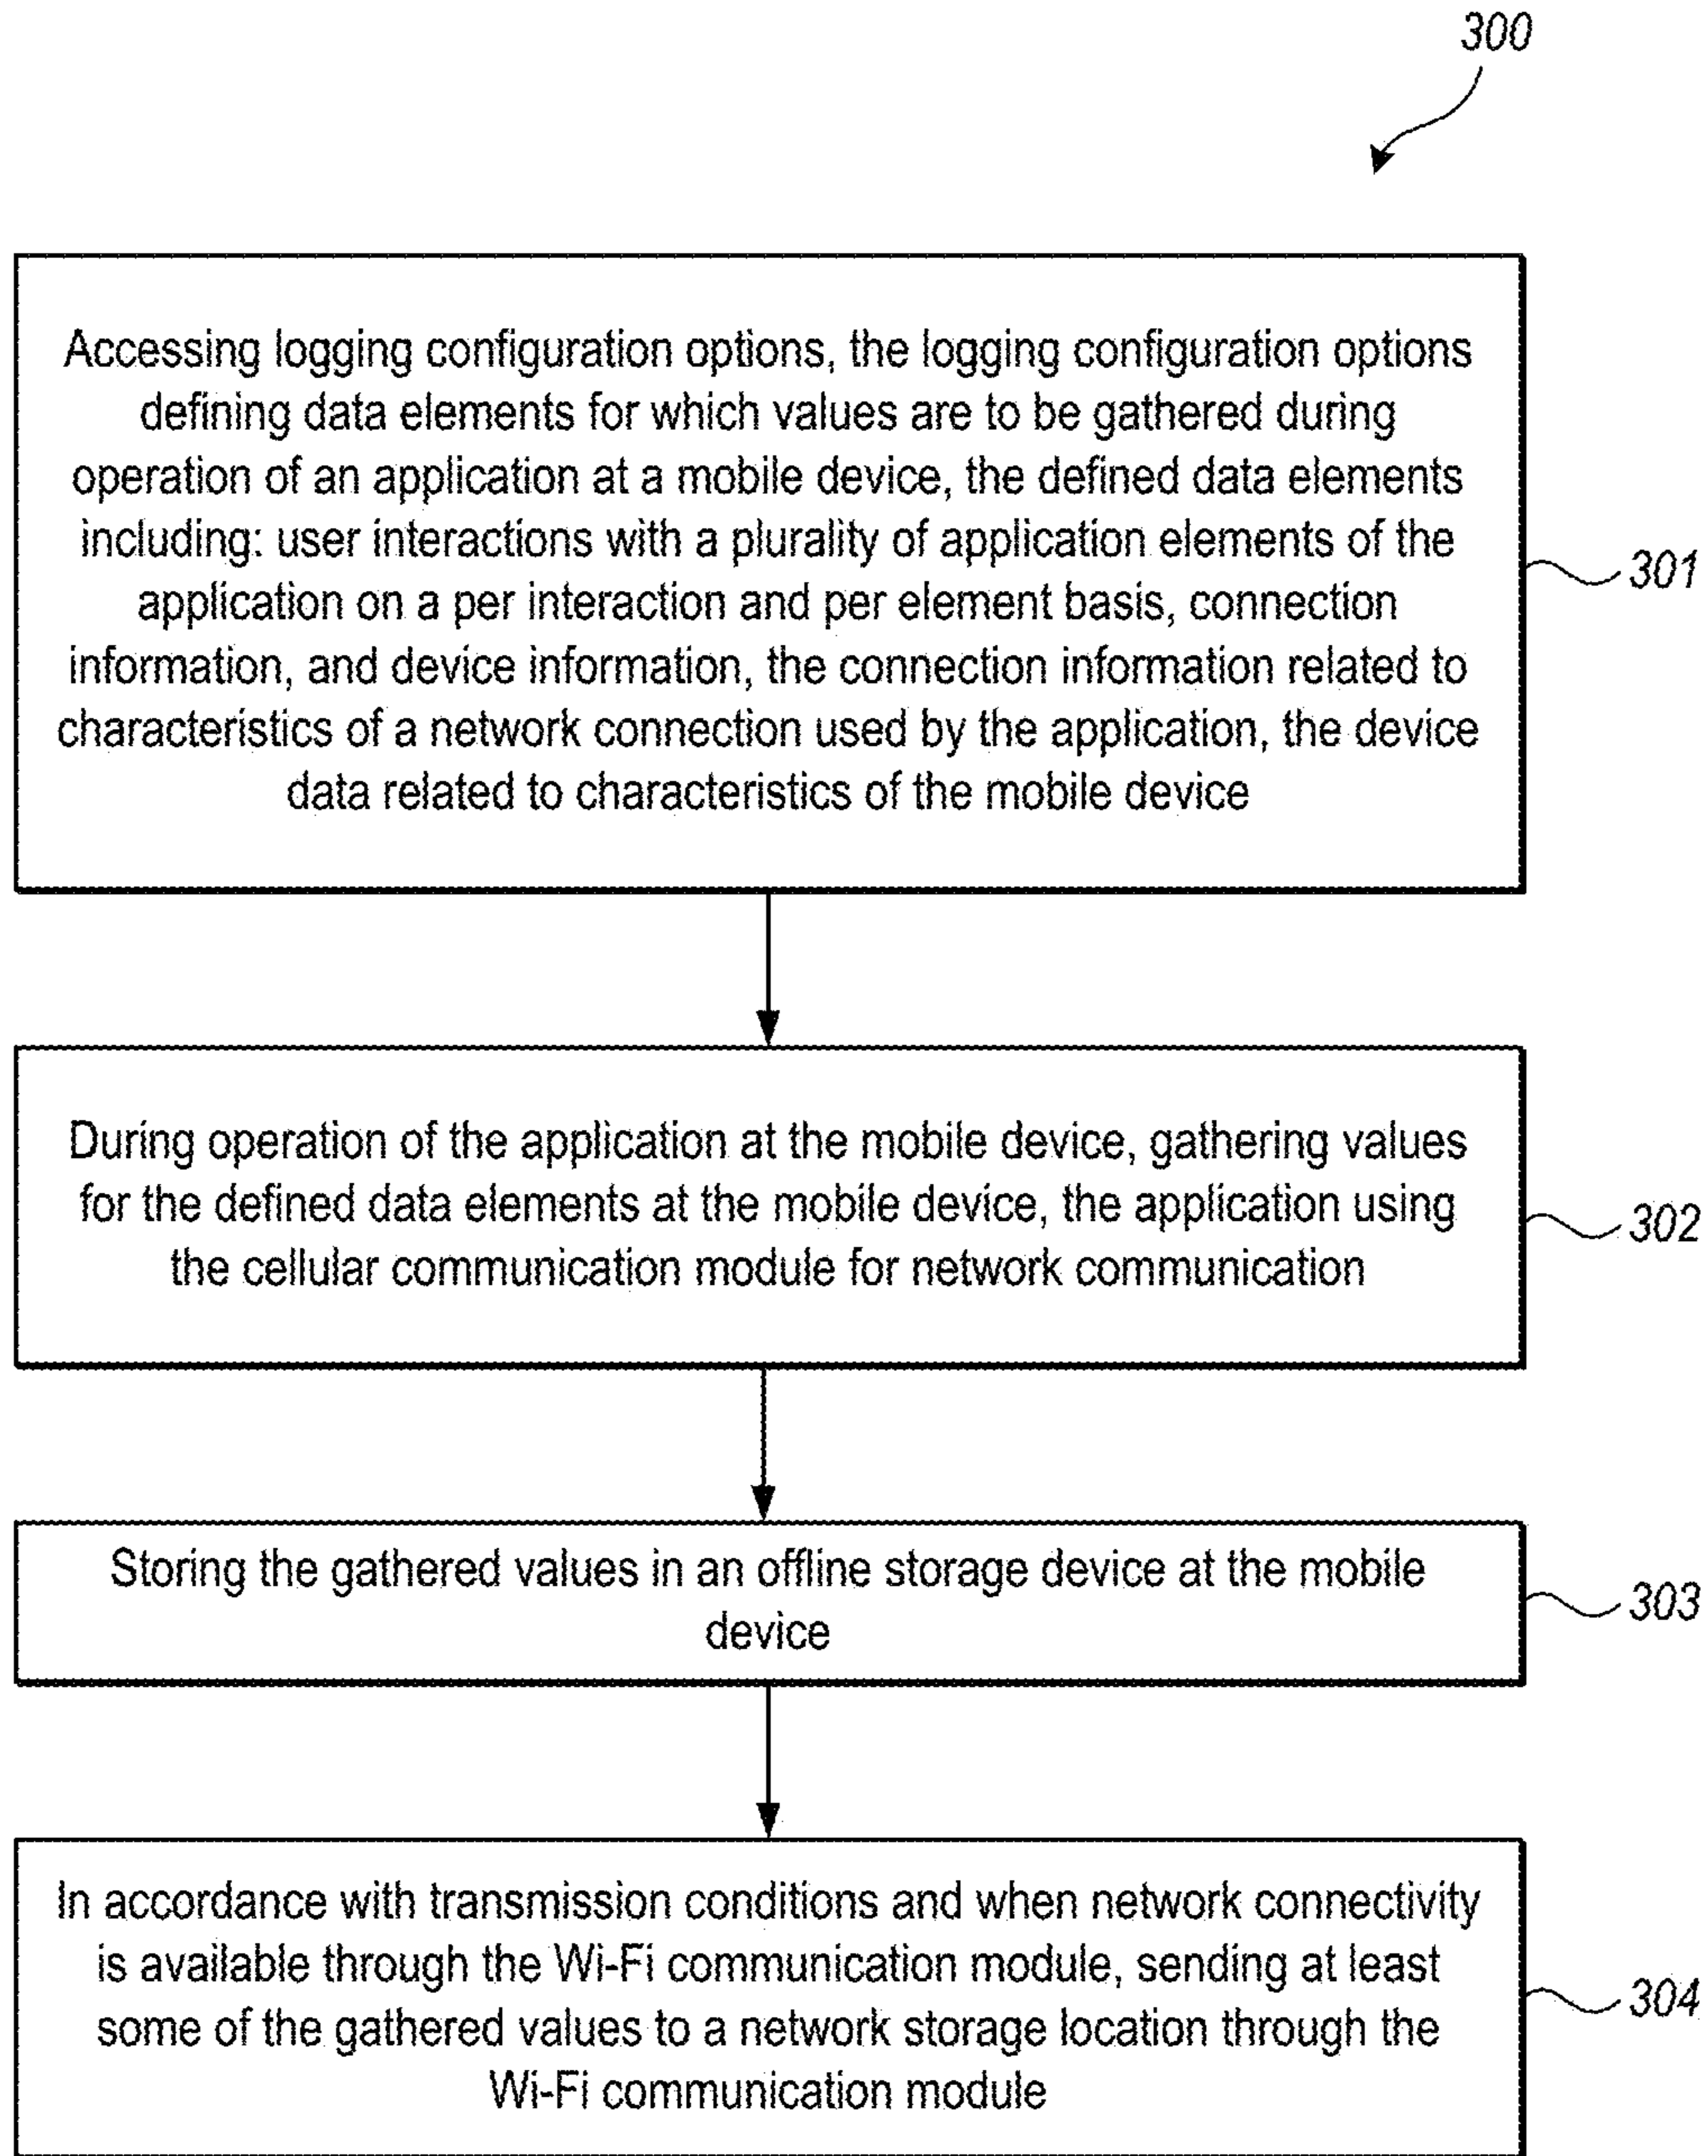 300
Accessing logging configuration options, the logging configuration options
defining data elements for which values are to be gathered during
operation of an application at a mobile device, the defined data elements
including: user interactions with a plurality of application elements of the
application on a per interaction and per element basis, connection
information, and device information, the connection information related to
characteristics of a network connection used by the application, the device
data related to characteristics of the mobile device
301
During operation of the application at the mobile device, gathering values
for the defined data elements at the mobile device, the application using
the cellular communication module for network communication
302
Storing the gathered values in an offline storage device at the mobile
device
303
In accordance with transmission conditions and when network connectivity
is available through the Wi-Fi communication module, sending at least
some of the gathered values to a network storage location through the
Wi-Fi communication module
304